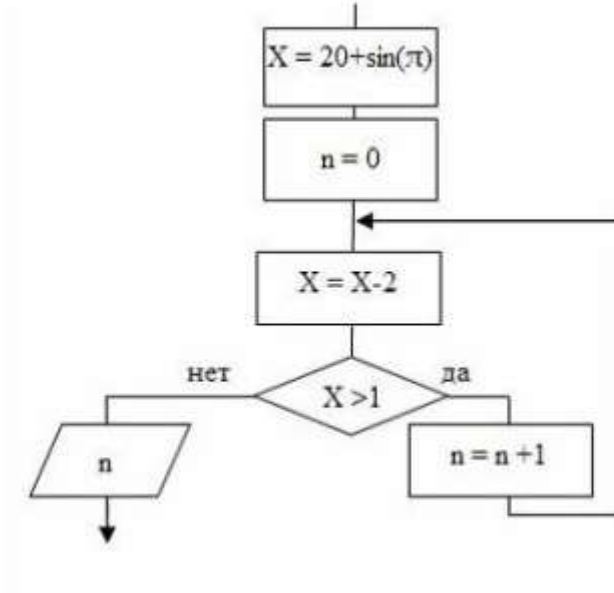 X = 20+sin(π)
n = 0
X = X-2
нет
да
X >1
n
n = n +1